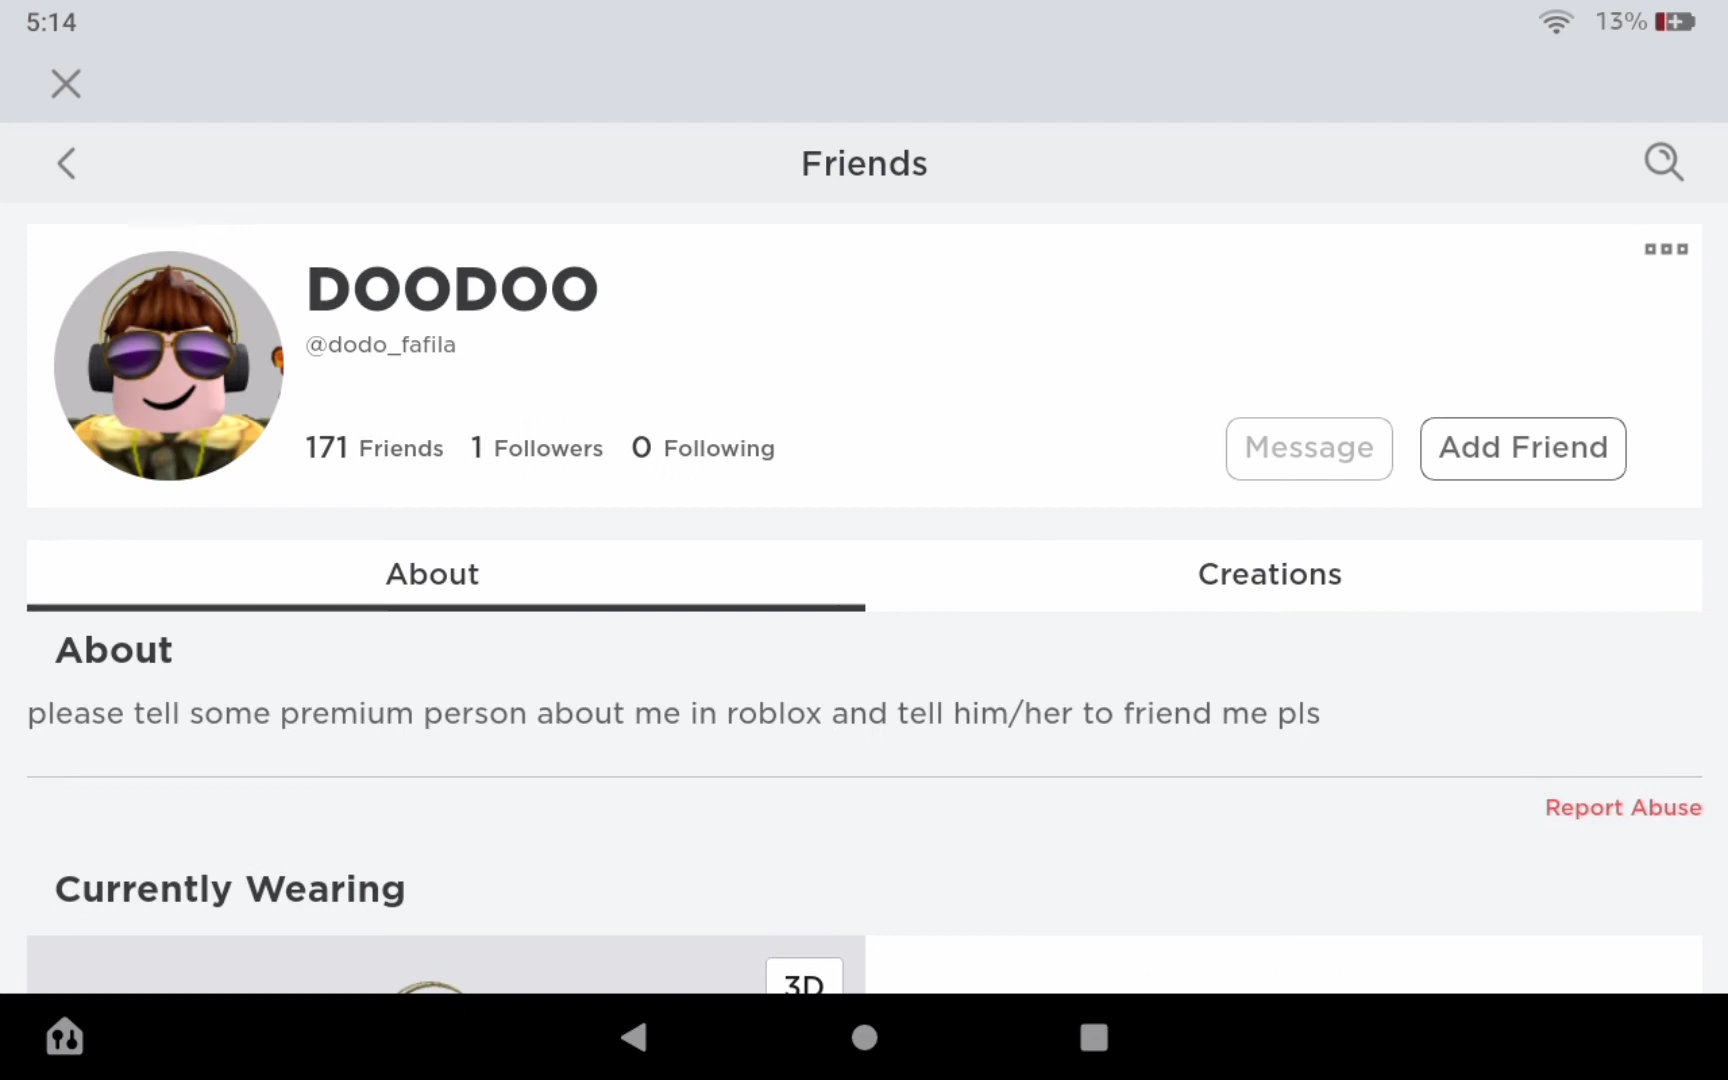 5:14
13%
Friends
DOODOO
@dodo_fafila
171 Friends 1 Followers 0 Following
Message
Add Friend
About
Creations
About
please tell some premium person about me in roblox and tell him/her to friend me pls
Report Abuse
Currently Wearing
3D